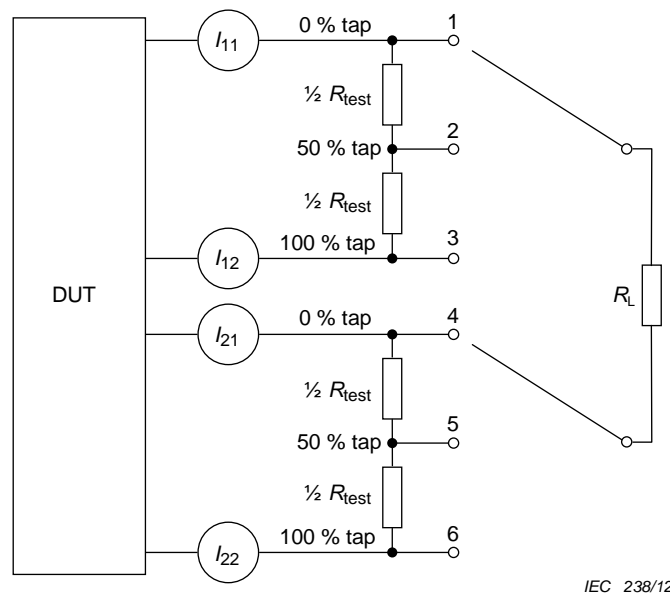 0 % tap
1
I11
½ Rtest
50 % tap
2
½ Rtest
100 % tap
3
I12
DUT
RL
0 % tap
4
I21
½ Rtest
50 % tap
5
½ Rtest
100 % tap
6
I22
IEC 238/12